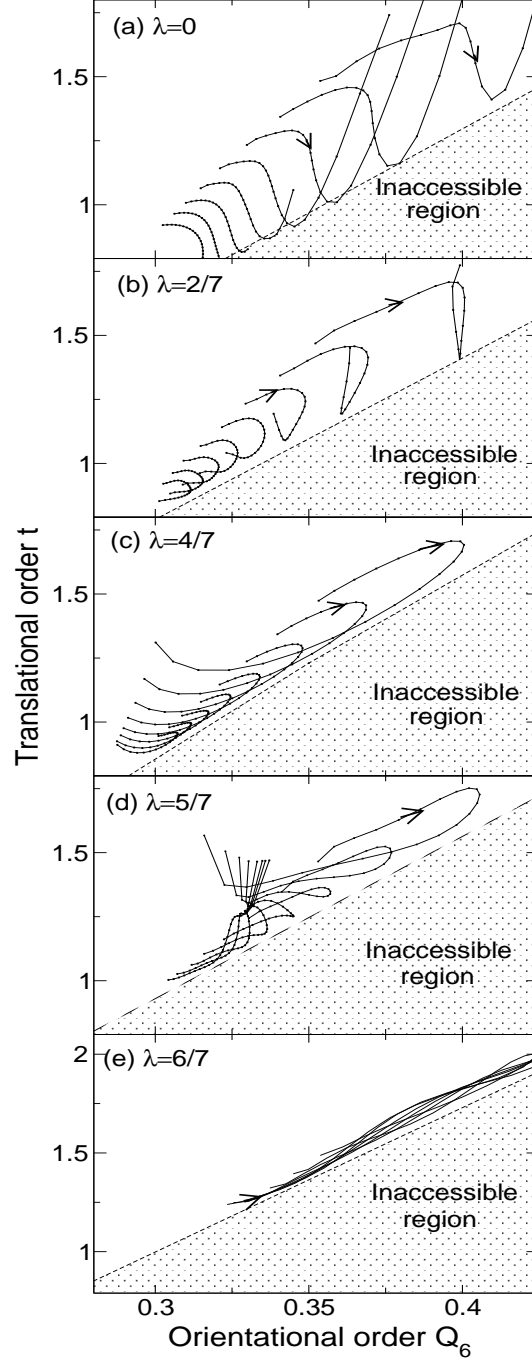 (a) λ=0
1.5
1
Inaccessible
region
(b) λ=2/7
1.5
1
Inaccessible
region
(c) λ=4/7
1.5
1
Inaccessible
region
Translational order t
(d) λ=5/7
1.5
1
Inaccessible
region
(e) λ=6/7
2
1.5
1
Inaccessible
region
0.3 0.35 0.4
Orientational order Q₆